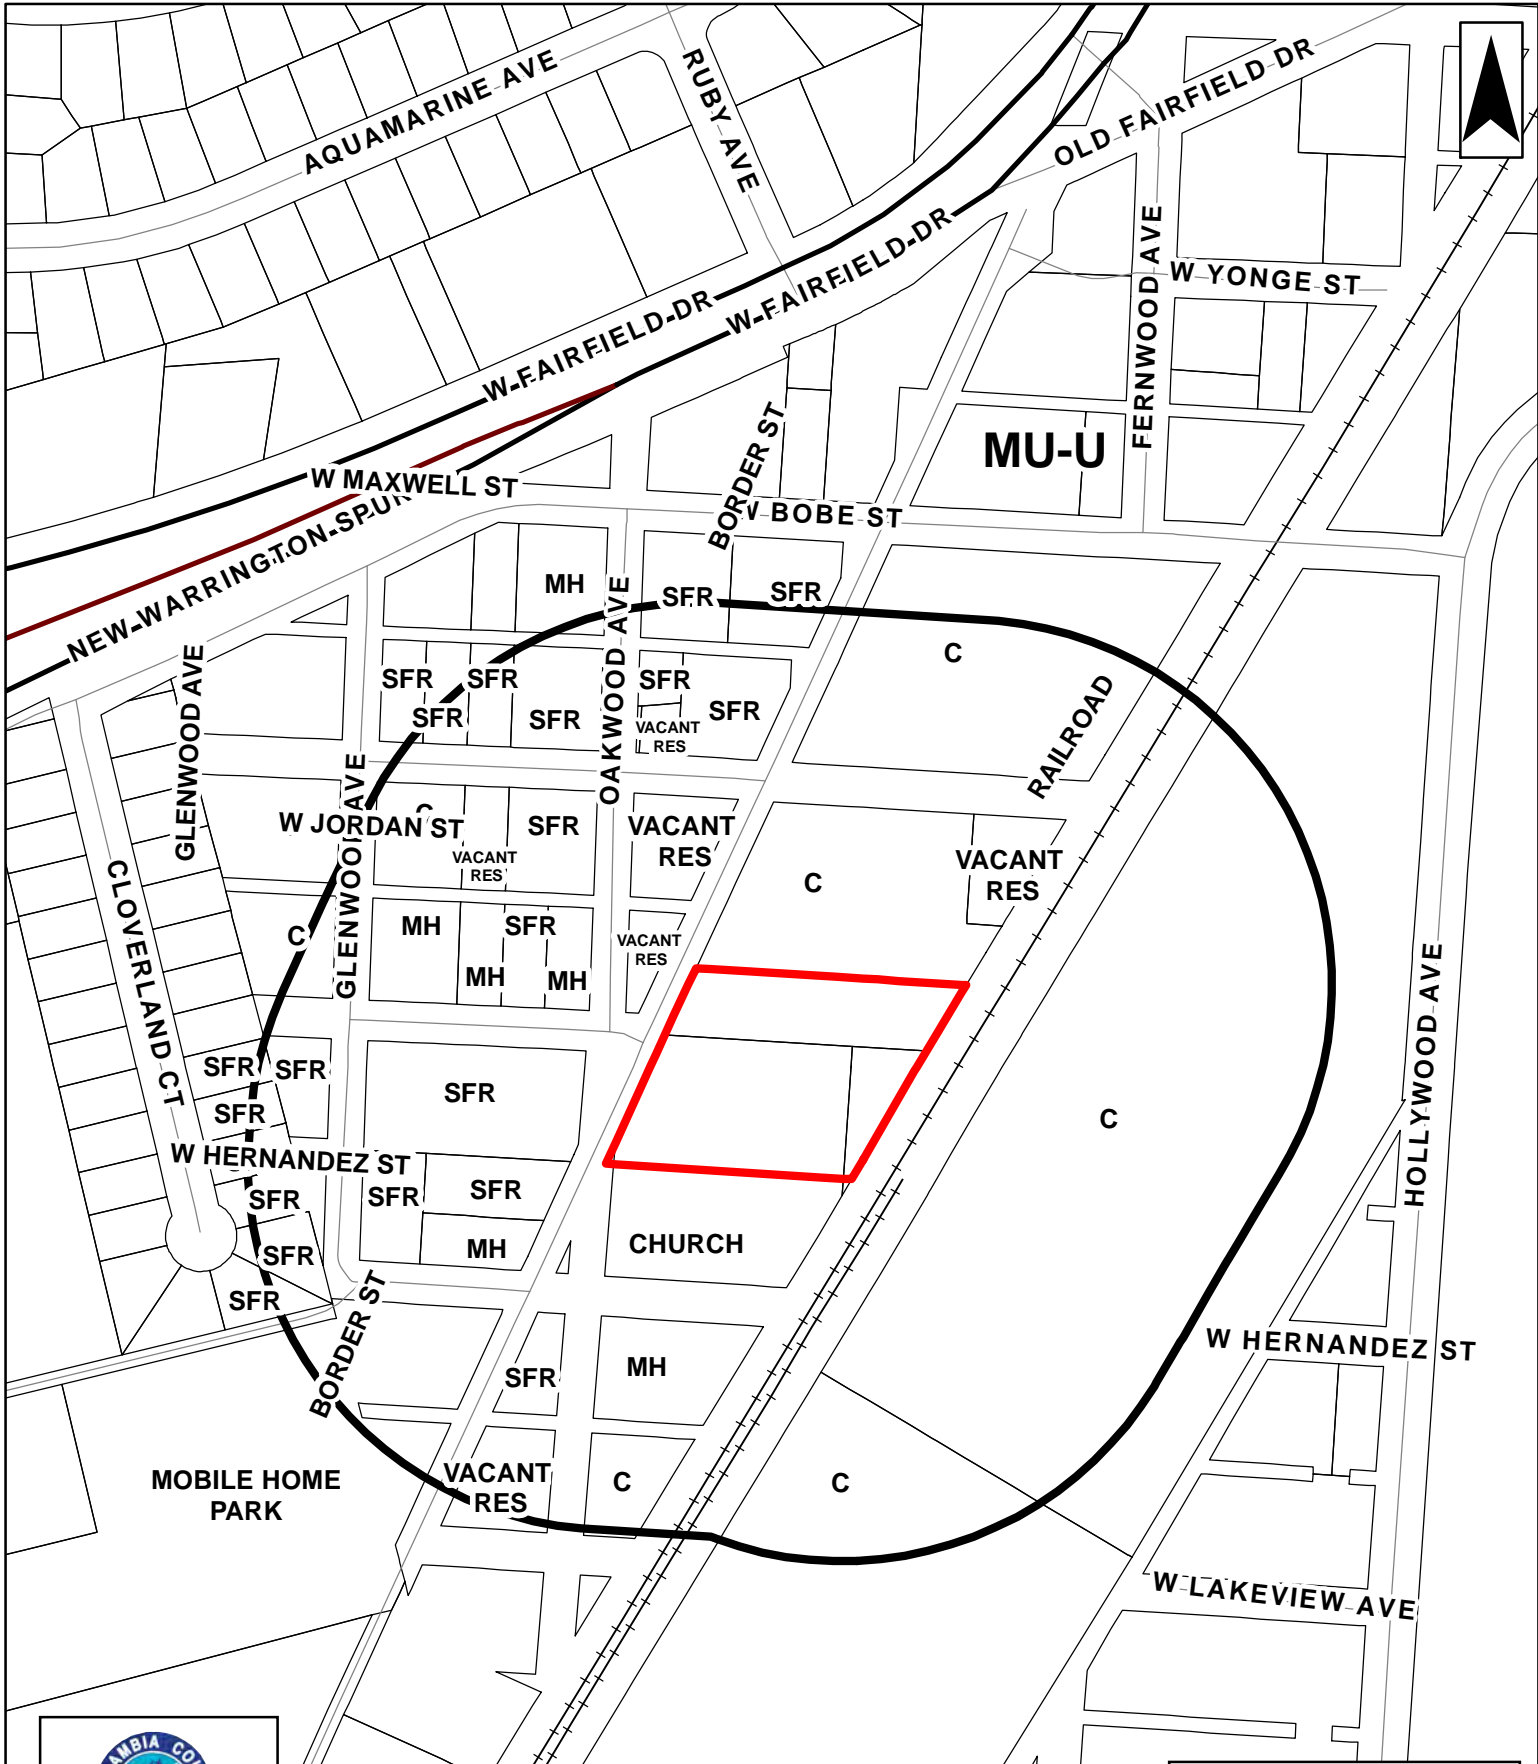 AQUAMARINE AVE
RUBY AVE
OLD FAIRFIELD DR
W FAIRFIELD DR
W FAIRFIELD DR
FERNWOOD AVE
W YONGE ST
MU-U
BORDER ST
W MAXWELL ST
W BOBE ST
NEW WARRINGTON SPUR
MH
SFR
SFR
OAKWOOD AVE
GLENWOOD AVE
SFR
SFR
SFR
SFR
SFR
SFR
VACANT
RES
C
RAILROAD
GLENWOOD AVE
W JORDAN ST
C
SFR
VACANT
RES
VACANT
RES
C
VACANT
RES
CLOVERLAND CT
C
MH
SFR
MH
MH
VACANT
RES
HOLLYWOOD AVE
SFR
SFR
SFR
SFR
C
W HERNANDEZ ST
SFR
SFR
SFR
SFR
MH
SFR
CHURCH
BORDER ST
SFR
MH
W HERNANDEZ ST
MOBILE HOME
PARK
VACANT
RES
C
C
W LAKEVIEW AVE
AMBIA CO